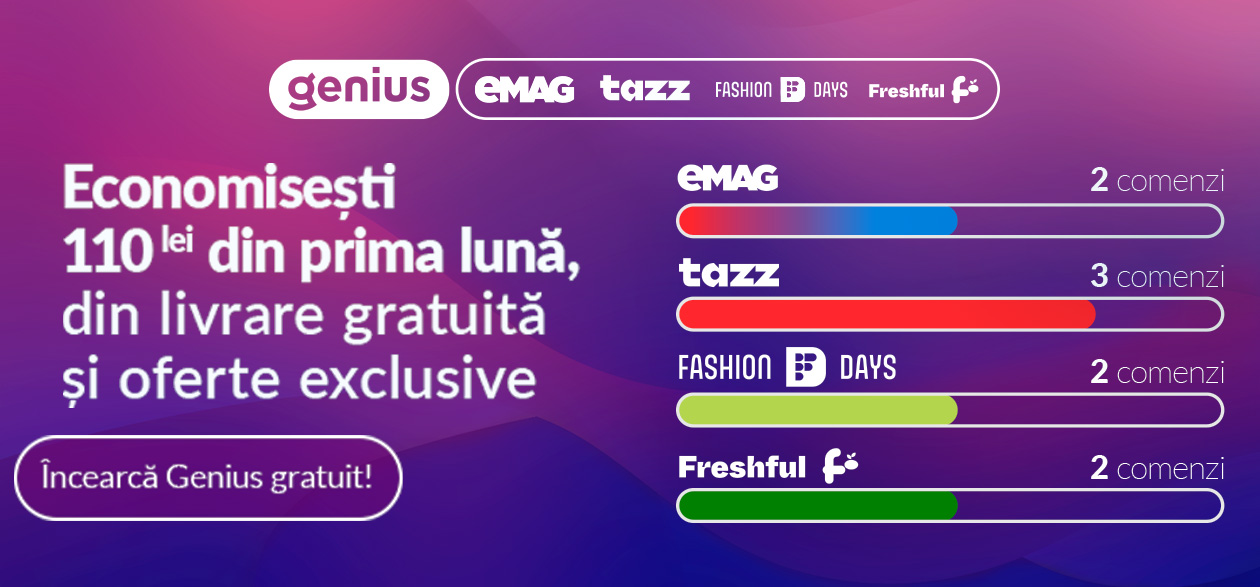 genius eMAG tazz FASHION DAYS Freshful
Economisești
110 lei din prima lună,
din livrare gratuită
și oferte exclusive
Încearcă Genius gratuit!
eMAG 2 comenzi
tazz 3 comenzi
FASHION DAYS 2 comenzi
Freshful 2 comenzi